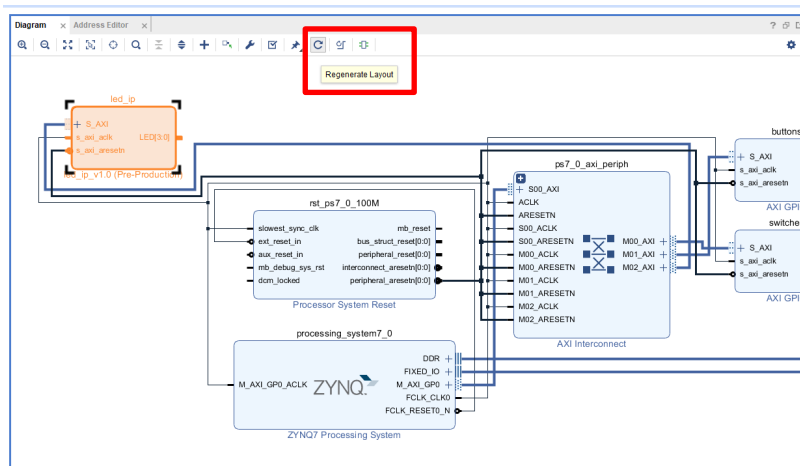 Diagram × Address Editor ×
Regenerate Layout
led_ip
S_AXI
s_axi_aclk LED[3:0]
s_axi_aresetn
led_ip_v1.0 (Pre-Production)
rst_ps7_0_100M
slowest_sync_clk mb_reset
ext_reset_in bus_struct_reset[0:0]
aux_reset_in peripheral_reset[0:0]
mb_debug_sys_rst interconnect_aresetn[0:0]
dcm_locked peripheral_aresetn[0:0]
Processor System Reset
processing_system7_0
DDR
FIXED_IO
M_AXI_GP0_ACLK ZYNQ M_AXI_GP0
FCLK_CLK0
FCLK_RESET0_N
ZYNQ7 Processing System
ps7_0_axi_periph
S00_AXI
ACLK
ARESETN
S00_ACLK
S00_ARESETN M00_AXI
M00_ACLK M01_AXI
M00_ARESETN M02_AXI
M01_ACLK
M01_ARESETN
M02_ACLK
M02_ARESETN
AXI Interconnect
buttons
S_AXI
s_axi_aclk
s_axi_aresetn
AXI GPI
switche
S_AXI
s_axi_aclk
s_axi_aresetn
AXI GPI